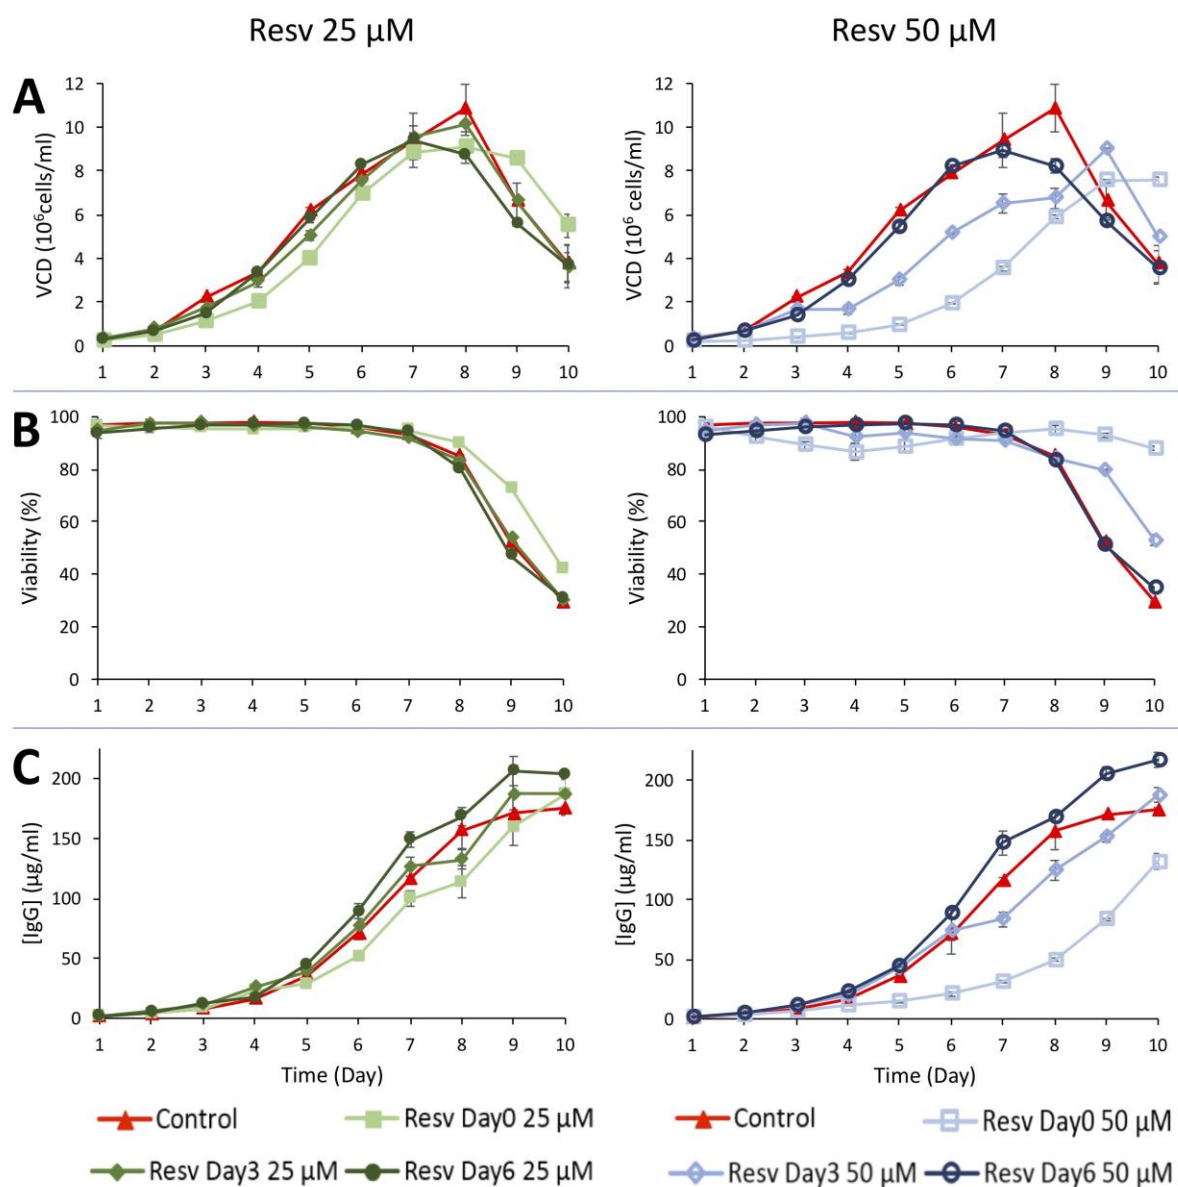 Resv 25 µM
Resv 50 µM
A
VCD (10⁶cells/ml)
12
10
8
6
4
2
0
1 2 3 4 5 6 7 8 9 10
VCD (10⁶ cells/ml)
12
10
8
6
4
2
0
1 2 3 4 5 6 7 8 9 10
B
Viability (%)
100
80
60
40
20
0
1 2 3 4 5 6 7 8 9 10
Viability (%)
100
80
60
40
20
0
1 2 3 4 5 6 7 8 9 10
C
[IgG] (µg/ml)
200
150
100
50
0
1 2 3 4 5 6 7 8 9 10
Time (Day)
[IgG] (µg/ml)
200
150
100
50
0
1 2 3 4 5 6 7 8 9 10
Time (Day)
Control
Resv Day0 25 µM
Resv Day3 25 µM
Resv Day6 25 µM
Control
Resv Day0 50 µM
Resv Day3 50 µM
Resv Day6 50 µM